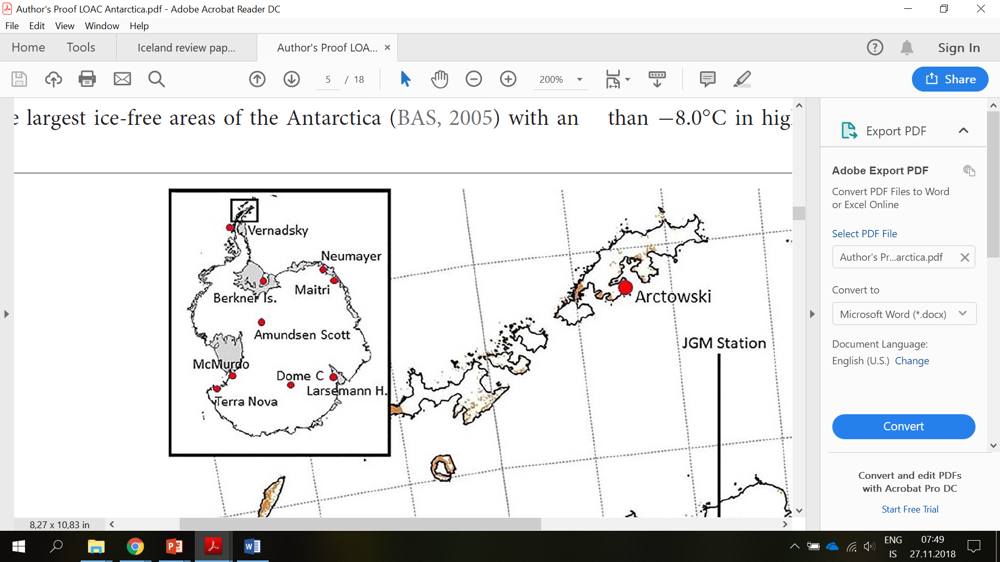 Author's Proof LOAC Antarctica.pdf - Adobe Acrobat Reader DC
File Edit View Window Help
Home Tools Iceland review pap... Author's Proof LOA... × Sign In
5 / 18 200% Share
e largest ice-free areas of the Antarctica (BAS, 2005) with an than −8.0°C in hig
Vernadsky
Neumayer
Maitri
Berkner Is.
Amundsen Scott
McMurdo
Dome C
Larsemann H.
Terra Nova
Arctowski
JGM Station
Export PDF
Adobe Export PDF
Convert PDF Files to Word
or Excel Online
Select PDF File
Author's Pr...arctica.pdf
Convert to
Microsoft Word (*.docx)
Document Language:
English (U.S.) Change
Convert
Convert and edit PDFs
with Acrobat Pro DC
Start Free Trial
8,27 x 10,83 in
ENG 07:49
IS 27.11.2018